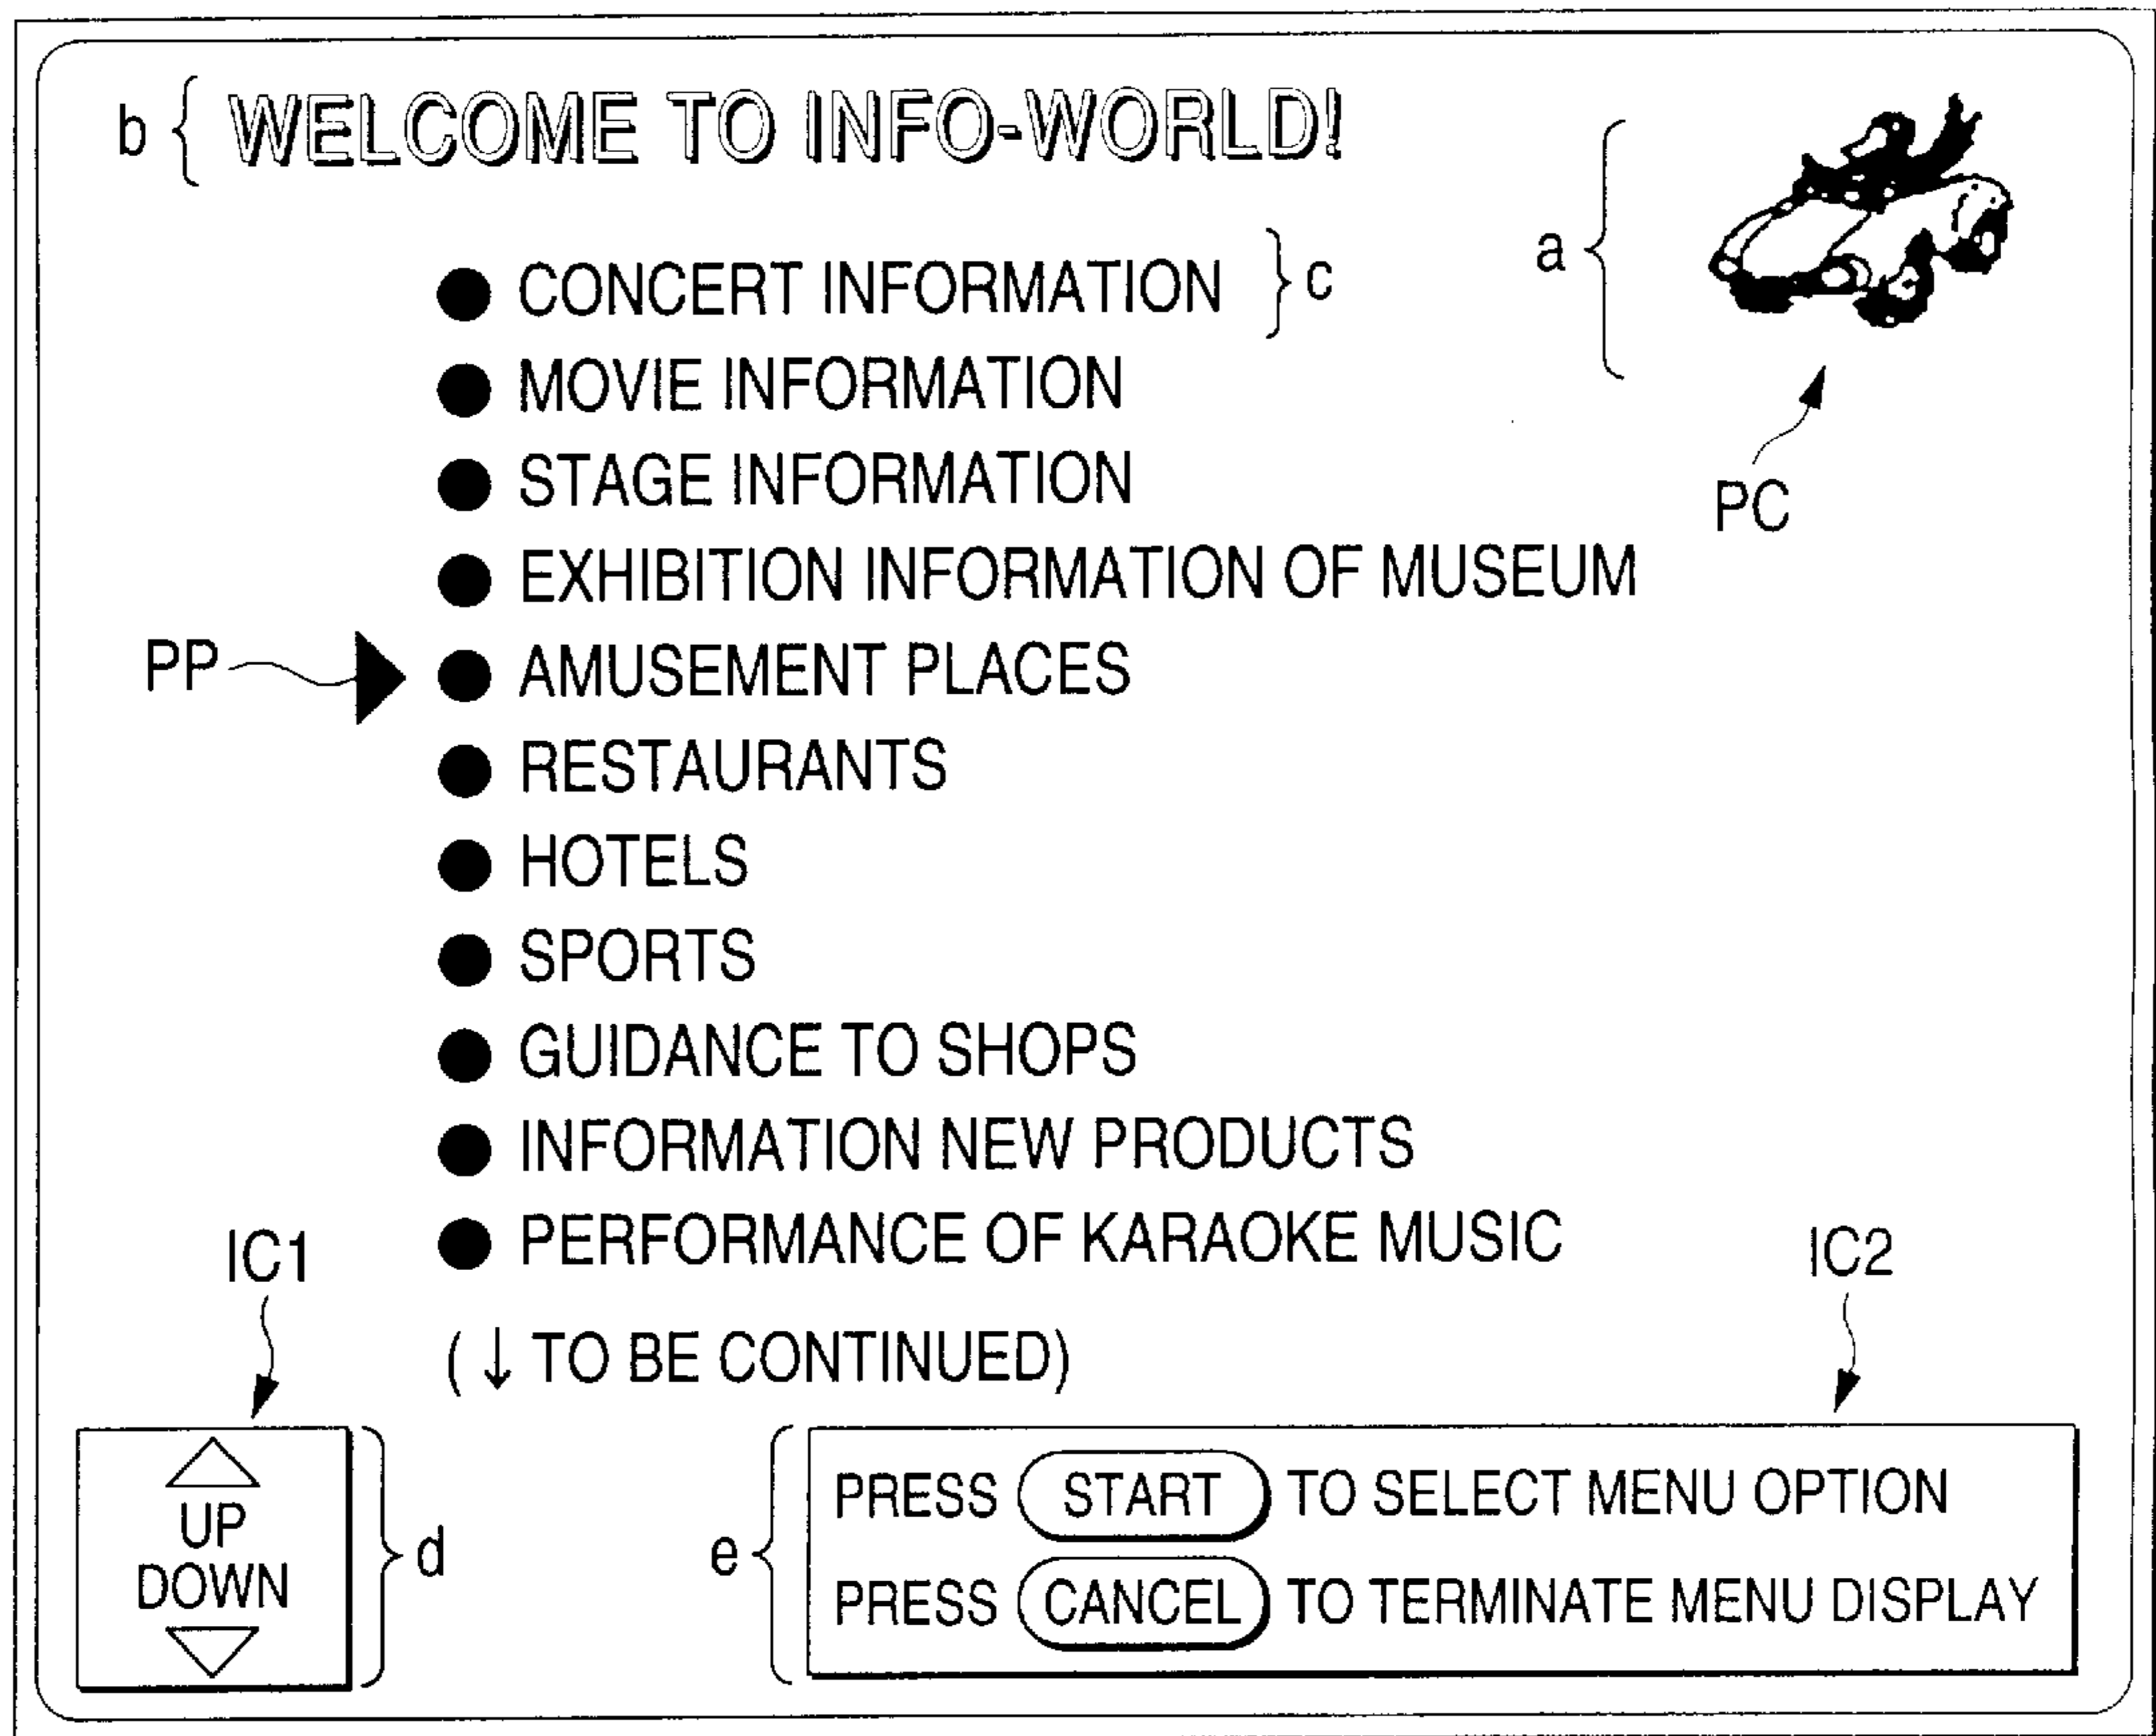 b { WELCOME TO INFO-WORLD!
a {
● CONCERT INFORMATION } c
● MOVIE INFORMATION
● STAGE INFORMATION
PC
● EXHIBITION INFORMATION OF MUSEUM
PP ● AMUSEMENT PLACES
● RESTAURANTS
● HOTELS
● SPORTS
● GUIDANCE TO SHOPS
● INFORMATION NEW PRODUCTS
● PERFORMANCE OF KARAOKE MUSIC
IC1
IC2
( ↓ TO BE CONTINUED)
△
UP
DOWN
▽
} d
e {
PRESS START TO SELECT MENU OPTION
PRESS CANCEL TO TERMINATE MENU DISPLAY